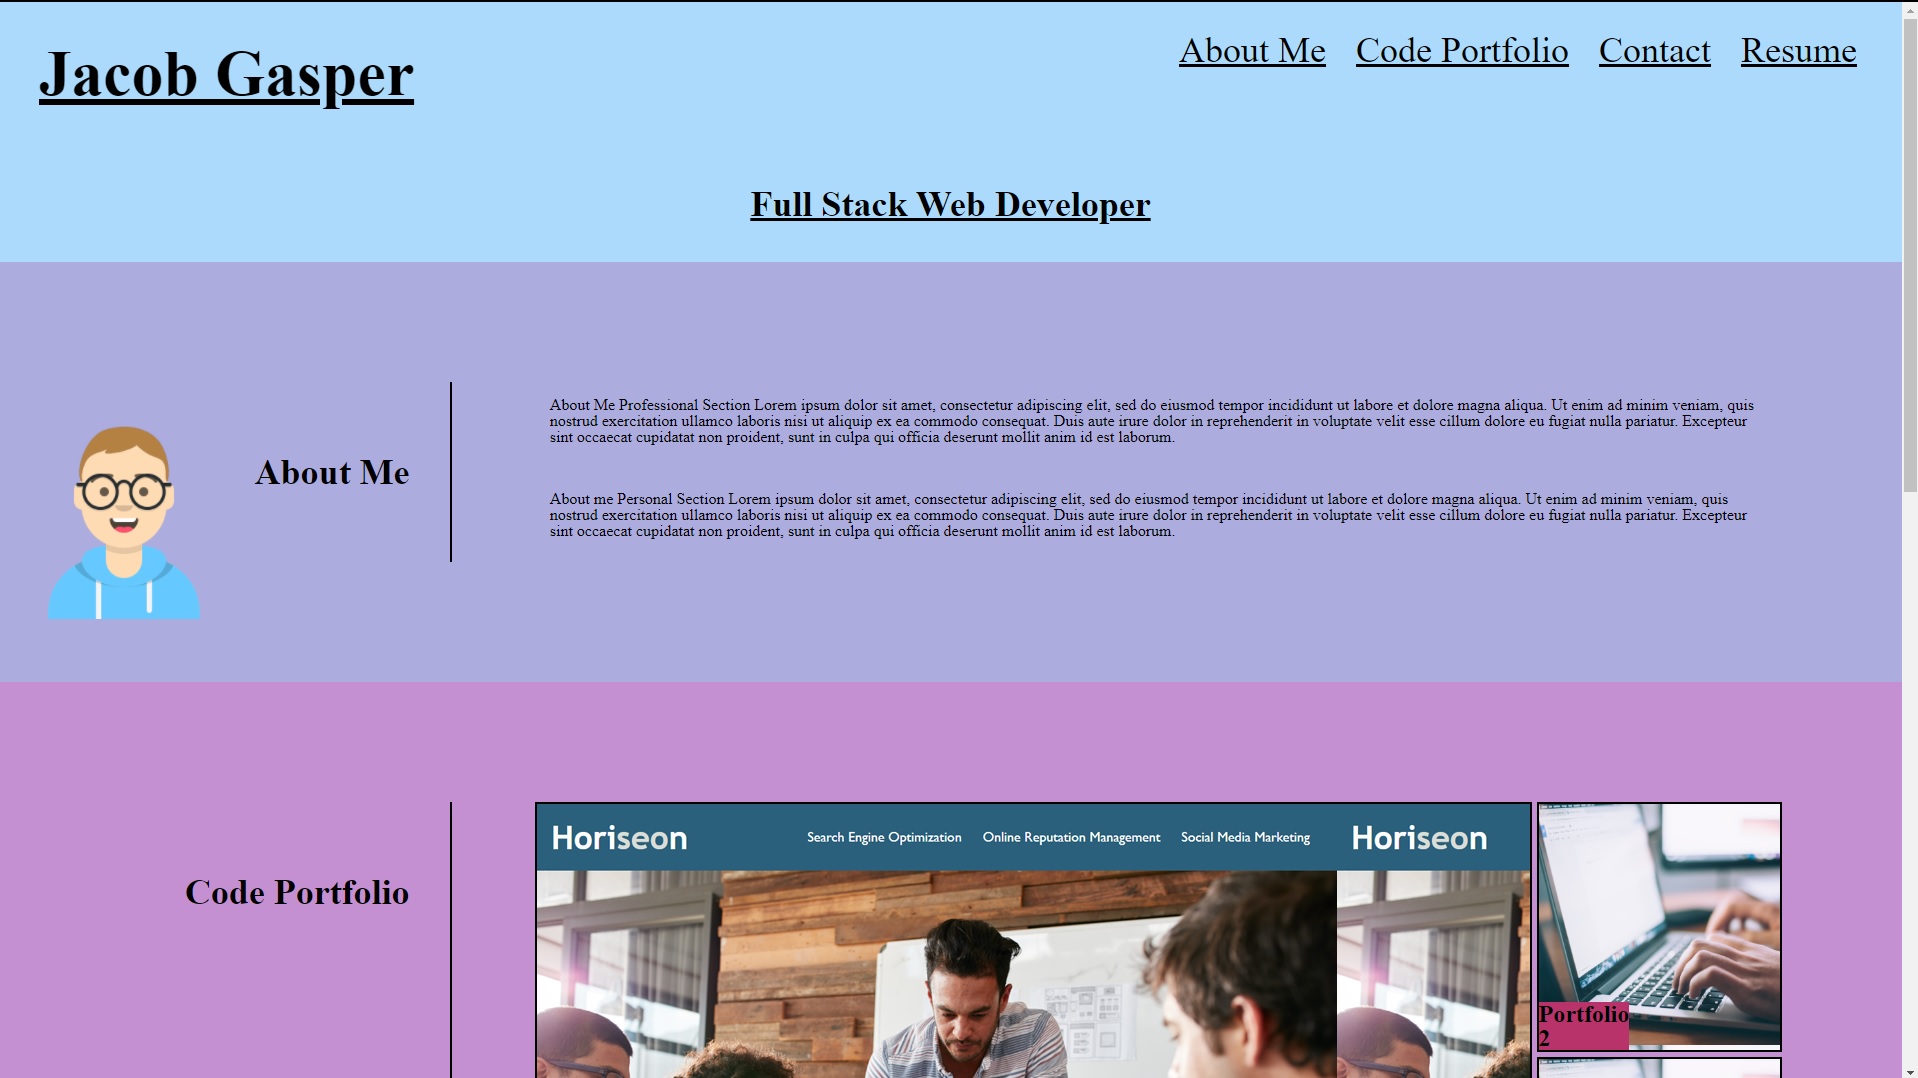 Jacob Gasper
About Me Code Portfolio Contact Resume
Full Stack Web Developer
About Me
About Me Professional Section Lorem ipsum dolor sit amet, consectetur adipiscing elit, sed do eiusmod tempor incididunt ut labore et dolore magna aliqua. Ut enim ad minim veniam, quis
nostrud exercitation ullamco laboris nisi ut aliquip ex ea commodo consequat. Duis aute irure dolor in reprehenderit in voluptate velit esse cillum dolore eu fugiat nulla pariatur. Excepteur
sint occaecat cupidatat non proident, sunt in culpa qui officia deserunt mollit anim id est laborum.
About me Personal Section Lorem ipsum dolor sit amet, consectetur adipiscing elit, sed do eiusmod tempor incididunt ut labore et dolore magna aliqua. Ut enim ad minim veniam, quis
nostrud exercitation ullamco laboris nisi ut aliquip ex ea commodo consequat. Duis aute irure dolor in reprehenderit in voluptate velit esse cillum dolore eu fugiat nulla pariatur. Excepteur
sint occaecat cupidatat non proident, sunt in culpa qui officia deserunt mollit anim id est laborum.
Code Portfolio
Horiseon Search Engine Optimization Online Reputation Management Social Media Marketing Horiseon
Portfolio
2